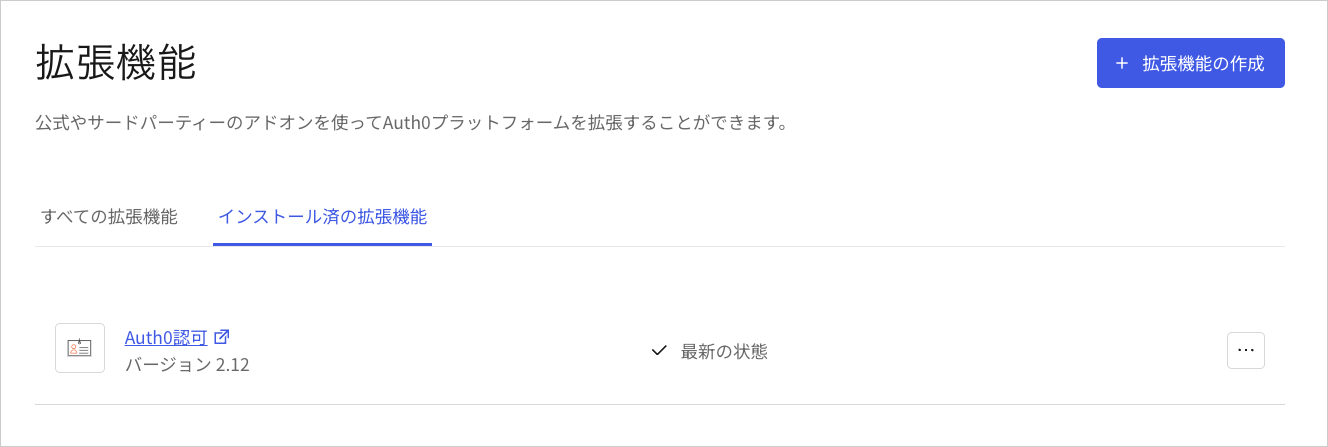 拡張機能
+ 拡張機能の作成
公式やサードパーティーのアドオンを使ってAuth0プラットフォームを拡張することができます。
すべての拡張機能
インストール済の拡張機能
Auth0認可
バージョン 2.12
最新の状態